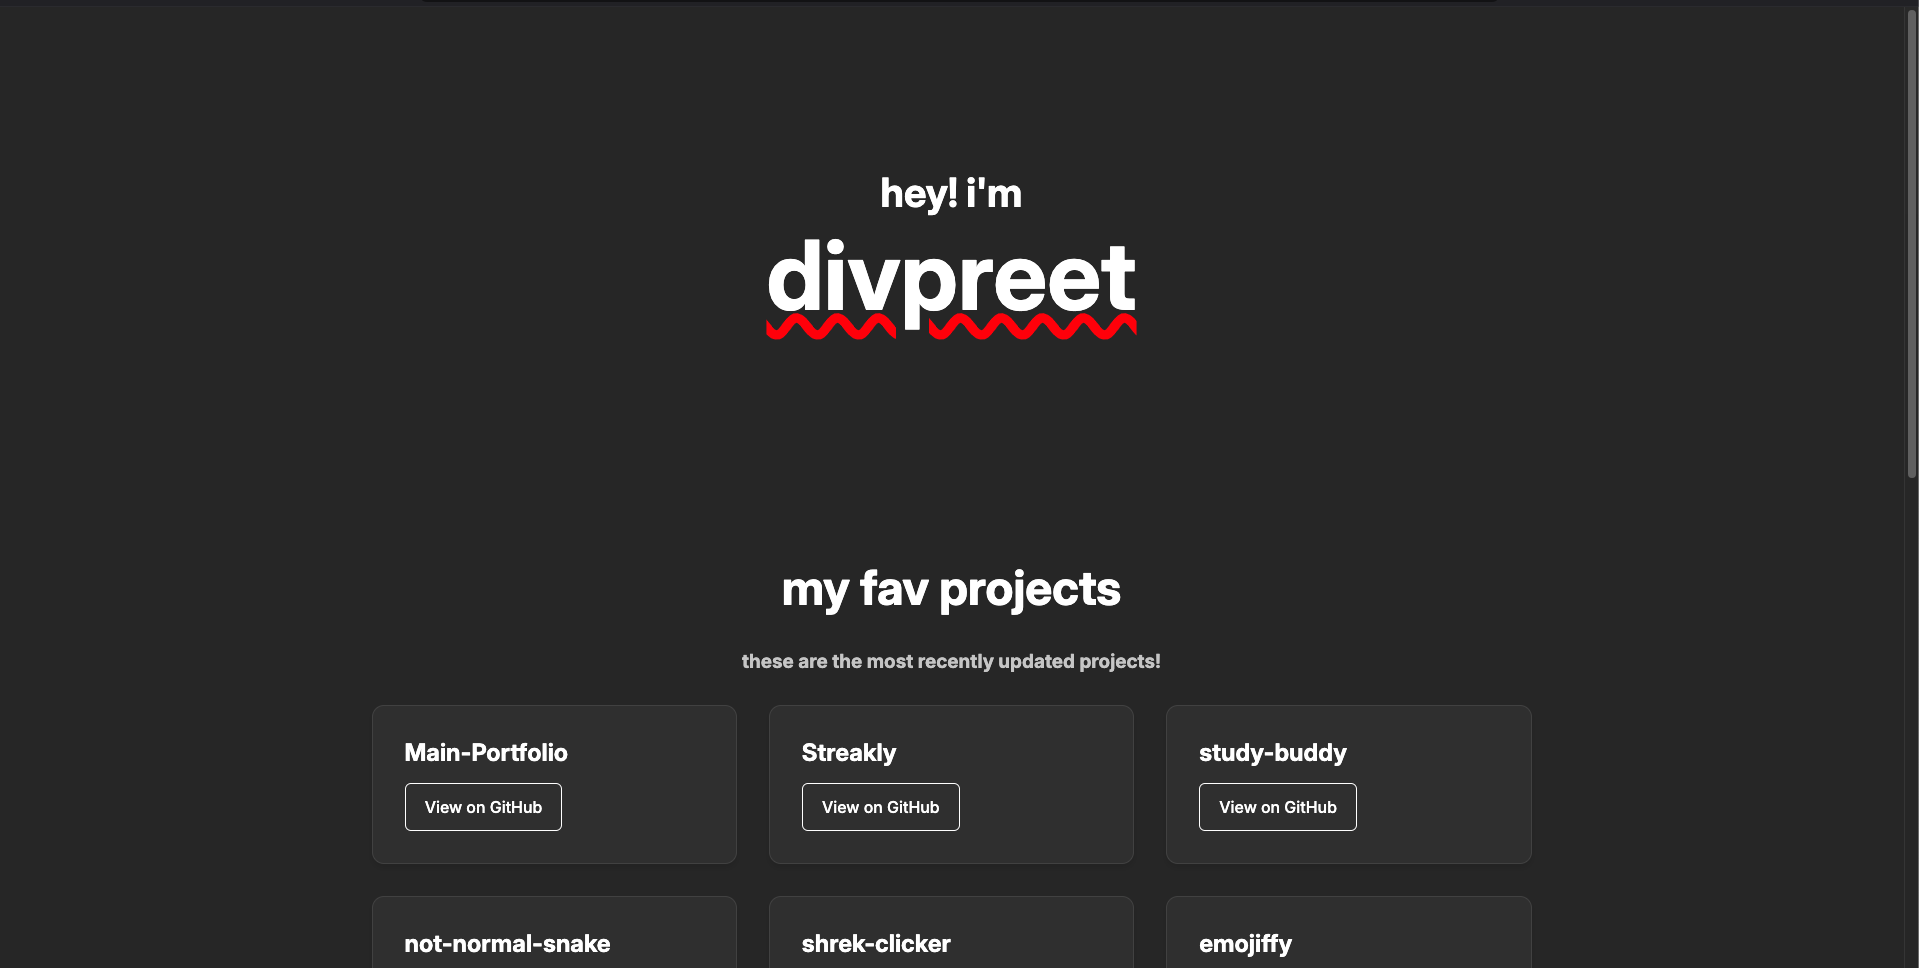 hey! i'm
divpreet
my fav projects
these are the most recently updated projects!
Main-Portfolio
View on GitHub
Streakly
View on GitHub
study-buddy
View on GitHub
not-normal-snake
shrek-clicker
emojiffy